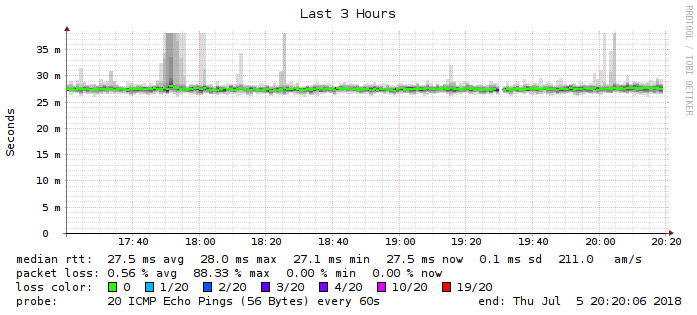 Last 3 Hours
RRDTOOL / TOBI OETIKER
Seconds
35 m
30 m
25 m
20 m
15 m
10 m
5 m
0
17:40 18:00 18:20 18:40 19:00 19:20 19:40 20:00 20:20
median rtt: 27.5 ms avg 28.0 ms max 27.1 ms min 27.5 ms now 0.1 ms sd 211.0 am/s
packet loss: 0.56 % avg 88.33 % max 0.00 % min 0.00 % now
loss color: 0 1/20 2/20 3/20 4/20 10/20 19/20
probe: 20 ICMP Echo Pings (56 Bytes) every 60s end: Thu Jul 5 20:20:06 2018